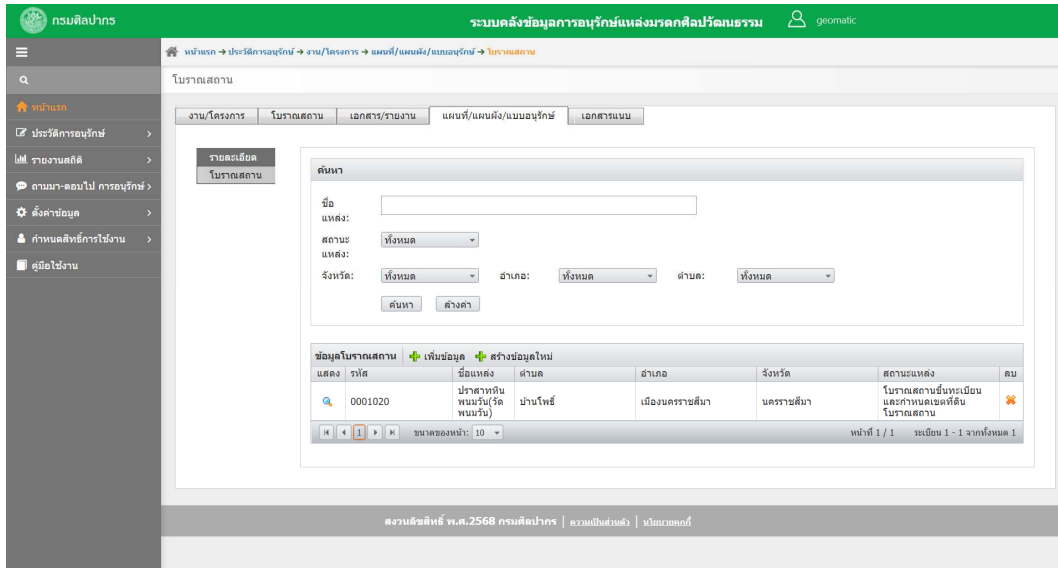 กรมศิลปากร
ระบบคลังข้อมูลการอนุรักษ์แหล่งมรดกศิลปวัฒนธรรม
geomatic
หน้าแรก → ประวัติการอนุรักษ์ → งาน/โครงการ → แผนที่/แผนผัง/แบบอนุรักษ์ → โบราณสถาน
โบราณสถาน
หน้าแรก
ประวัติการอนุรักษ์
รายงานสถิติ
ถามมา-ตอบไป การอนุรักษ์
ตั้งค่าข้อมูล
กำหนดสิทธิ์การใช้งาน
คู่มือใช้งาน
งาน/โครงการ โบราณสถาน เอกสาร/รายงาน แผนที่/แผนผัง/แบบอนุรักษ์ เอกสารแนบ
รายละเอียด
โบราณสถาน
ค้นหา
ชื่อ
แหล่ง:
สถานะ
แหล่ง:
ทั้งหมด
จังหวัด: ทั้งหมด อำเภอ: ทั้งหมด ตำบล: ทั้งหมด
ค้นหา ล้างค่า
ข้อมูลโบราณสถาน เพิ่มข้อมูล สร้างข้อมูลใหม่
แสดง รหัส ชื่อแหล่ง ตำบล อำเภอ จังหวัด สถานะแหล่ง ลบ
0001020
ปราสาทหิน
พนมวัน(วัด
พนมวัน)
บ้านโพธิ์
เมืองนครราชสีมา
นครราชสีมา
โบราณสถานขึ้นทะเบียน
และกำหนดเขตที่ดิน
โบราณสถาน
1 ขนาดของหน้า: 10 หน้าที่ 1 / 1 ระเบียน 1 - 1 จากทั้งหมด 1
สงวนลิขสิทธิ์ พ.ศ.2568 กรมศิลปากร | ความเป็นส่วนตัว | นโยบายคุกกี้